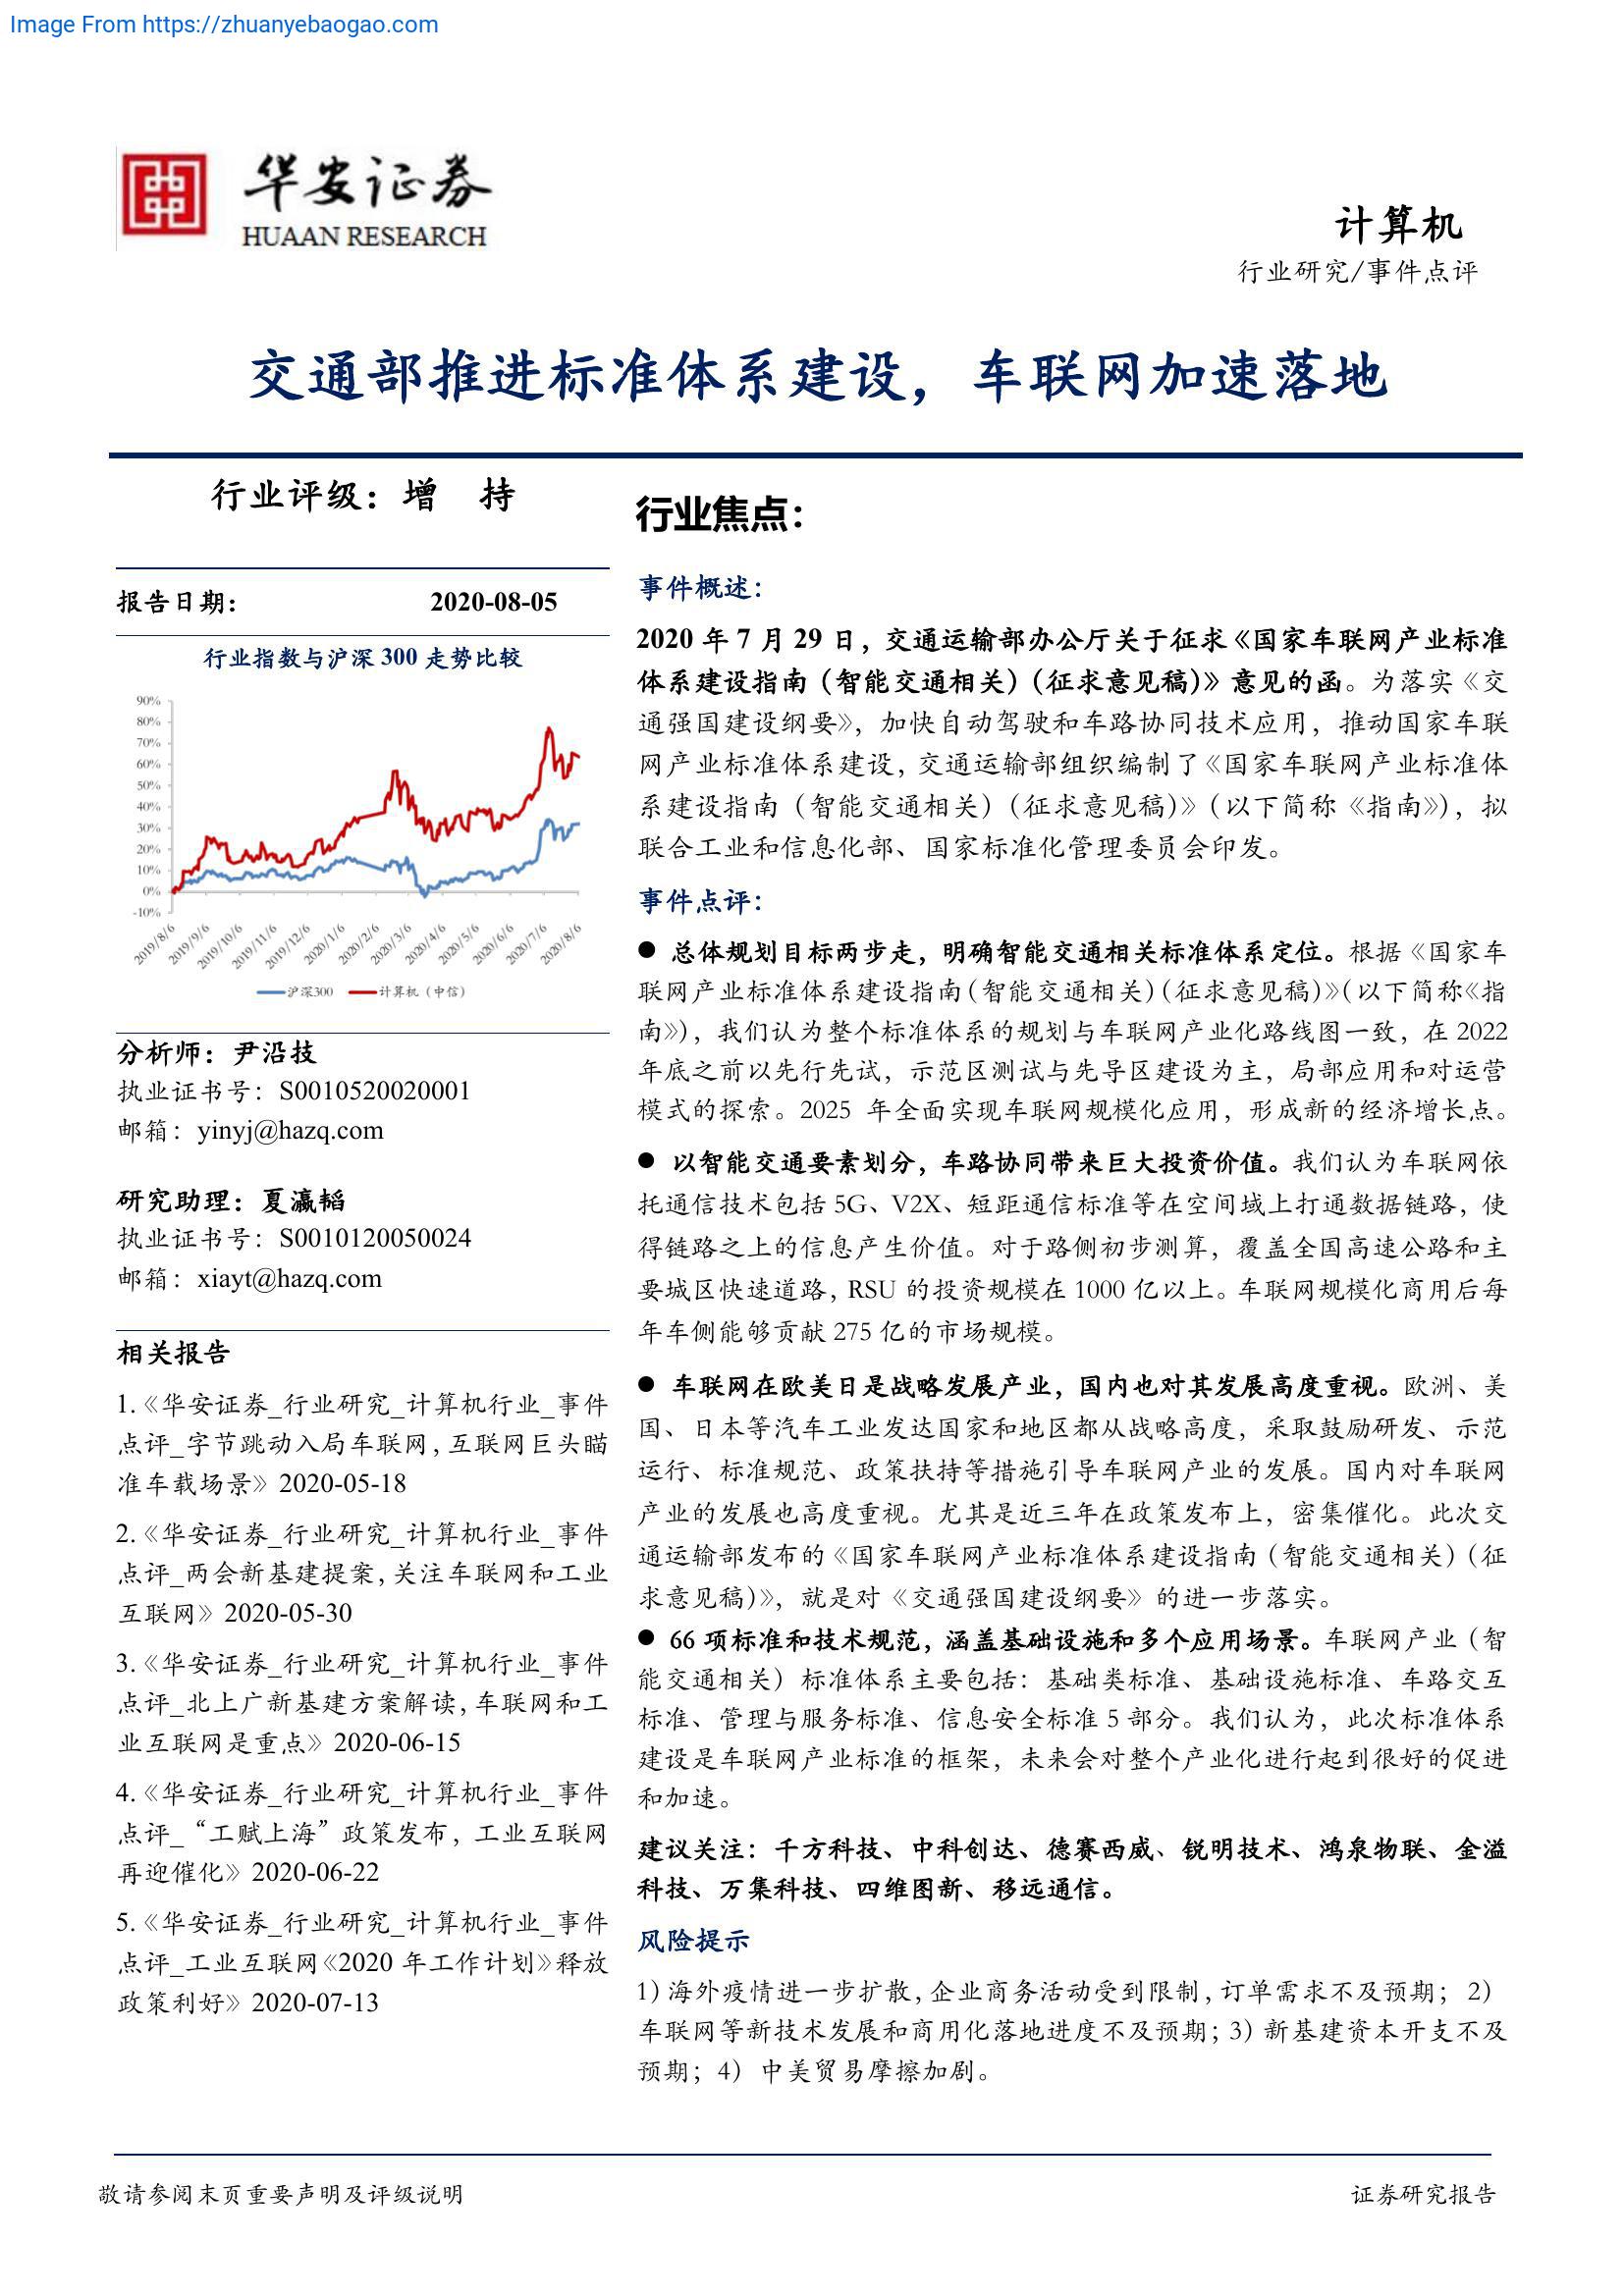 Image From https://zhuanyebaogao.com
华安证券
HUAAN RESEARCH
计算机
行业研究/事件点评
交通部推进标准体系建设，车联网加速落地
行业评级：增 持
报告日期： 2020-08-05
行业指数与沪深 300 走势比较
90%
80%
70%
60%
50%
40%
30%
20%
10%
0%
-10%
2019/8/6
2019/9/6
2019/10/6
2019/11/6
2019/12/6
2020/1/6
2020/2/6
2020/3/6
2020/4/6
2020/5/6
2020/6/6
2020/7/6
2020/8/6
沪深300 计算机（中信）
分析师：尹沿技
执业证书号：S0010520020001
邮箱：yinyj@hazq.com
研究助理：夏瀛韬
执业证书号：S0010120050024
邮箱：xiayt@hazq.com
相关报告
1.《华安证券_行业研究_计算机行业_事件
点评_字节跳动入局车联网，互联网巨头瞄
准车载场景》2020-05-18
2.《华安证券_行业研究_计算机行业_事件
点评_两会新基建提案，关注车联网和工业
互联网》2020-05-30
3.《华安证券_行业研究_计算机行业_事件
点评_北上广新基建方案解读，车联网和工
业互联网是重点》2020-06-15
4.《华安证券_行业研究_计算机行业_事件
点评_“工赋上海”政策发布，工业互联网
再迎催化》2020-06-22
5.《华安证券_行业研究_计算机行业_事件
点评_工业互联网《2020 年工作计划》释放
政策利好》2020-07-13
行业焦点：
事件概述：
2020 年 7 月 29 日，交通运输部办公厅关于征求《国家车联网产业标准
体系建设指南（智能交通相关）（征求意见稿）》意见的函。为落实《交
通强国建设纲要》，加快自动驾驶和车路协同技术应用，推动国家车联
网产业标准体系建设，交通运输部组织编制了《国家车联网产业标准体
系建设指南（智能交通相关）（征求意见稿）》（以下简称《指南》），拟
联合工业和信息化部、国家标准化管理委员会印发。
事件点评：
● 总体规划目标两步走，明确智能交通相关标准体系定位。根据《国家车
联网产业标准体系建设指南（智能交通相关）（征求意见稿）》（以下简称《指
南》），我们认为整个标准体系的规划与车联网产业化路线图一致，在 2022
年底之前以先行先试，示范区测试与先导区建设为主，局部应用和对运营
模式的探索。2025 年全面实现车联网规模化应用，形成新的经济增长点。
● 以智能交通要素划分，车路协同带来巨大投资价值。我们认为车联网依
托通信技术包括 5G、V2X、短距通信标准等在空间域上打通数据链路，使
得链路之上的信息产生价值。对于路侧初步测算，覆盖全国高速公路和主
要城区快速道路，RSU 的投资规模在 1000 亿以上。车联网规模化商用后每
年车侧能够贡献 275 亿的市场规模。
● 车联网在欧美日是战略发展产业，国内也对其发展高度重视。欧洲、美
国、日本等汽车工业发达国家和地区都从战略高度，采取鼓励研发、示范
运行、标准规范、政策扶持等措施引导车联网产业的发展。国内对车联网
产业的发展也高度重视。尤其是近三年在政策发布上，密集催化。此次交
通运输部发布的《国家车联网产业标准体系建设指南（智能交通相关）（征
求意见稿）》，就是对《交通强国建设纲要》的进一步落实。
● 66 项标准和技术规范，涵盖基础设施和多个应用场景。车联网产业（智
能交通相关）标准体系主要包括：基础类标准、基础设施标准、车路交互
标准、管理与服务标准、信息安全标准 5 部分。我们认为，此次标准体系
建设是车联网产业标准的框架，未来会对整个产业化进行起到很好的促进
和加速。
建议关注：千方科技、中科创达、德赛西威、锐明技术、鸿泉物联、金溢
科技、万集科技、四维图新、移远通信。
风险提示
1）海外疫情进一步扩散，企业商务活动受到限制，订单需求不及预期；2）
车联网等新技术发展和商用化落地进度不及预期；3）新基建资本开支不及
预期；4）中美贸易摩擦加剧。
敬请参阅末页重要声明及评级说明 证券研究报告